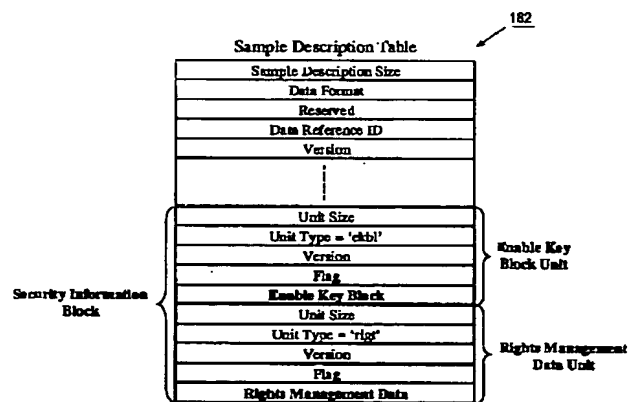 182
Sample Description Table
Sample Description Size
Data Format
Reserved
Data Reference ID
Version
Unit Size
Unit Type = 'ekbl'
Version
Flag
Enable Key Block
Enable Key
Block Unit
Security Information
Block
Unit Size
Unit Type = 'rigt'
Version
Flag
Rights Management Data
Rights Management
Data Unit